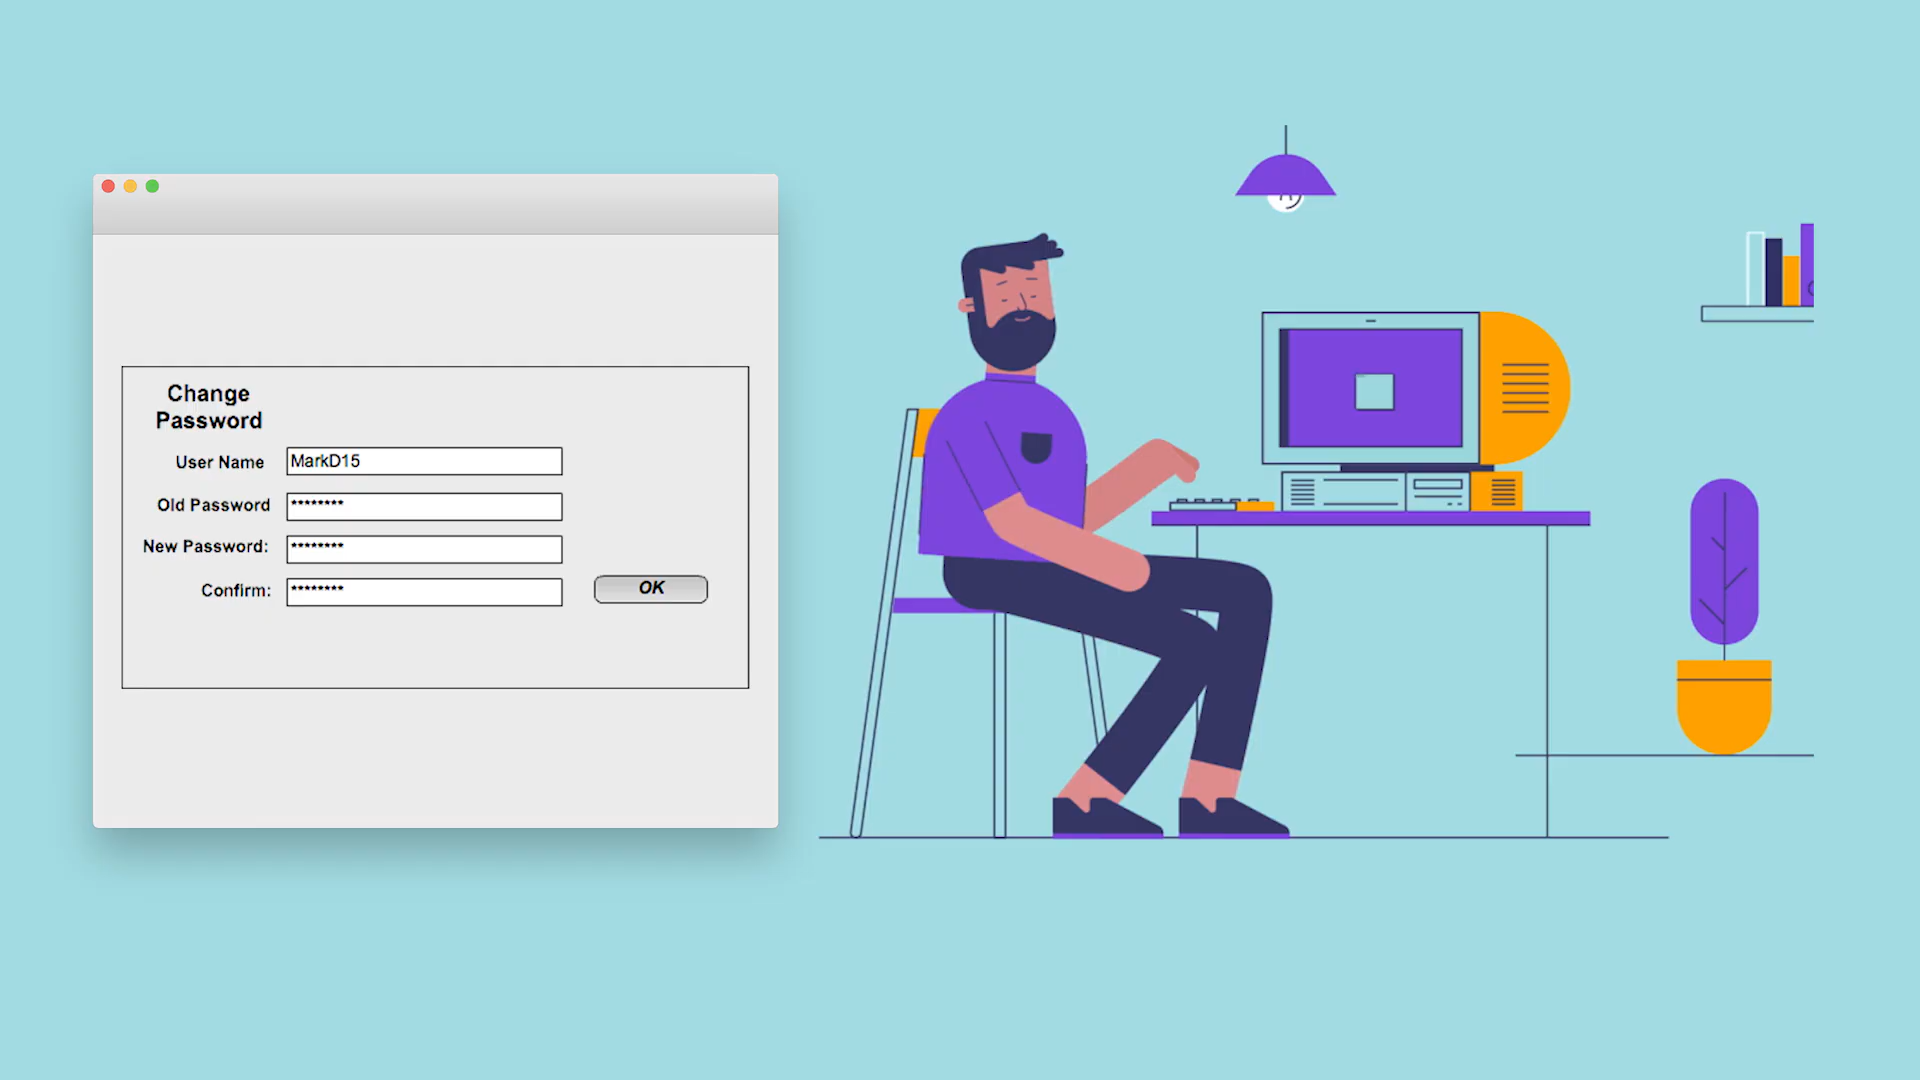 Change
Password
User Name
MarkD15
Old Password
********
New Password:
********
Confirm:
********
OK